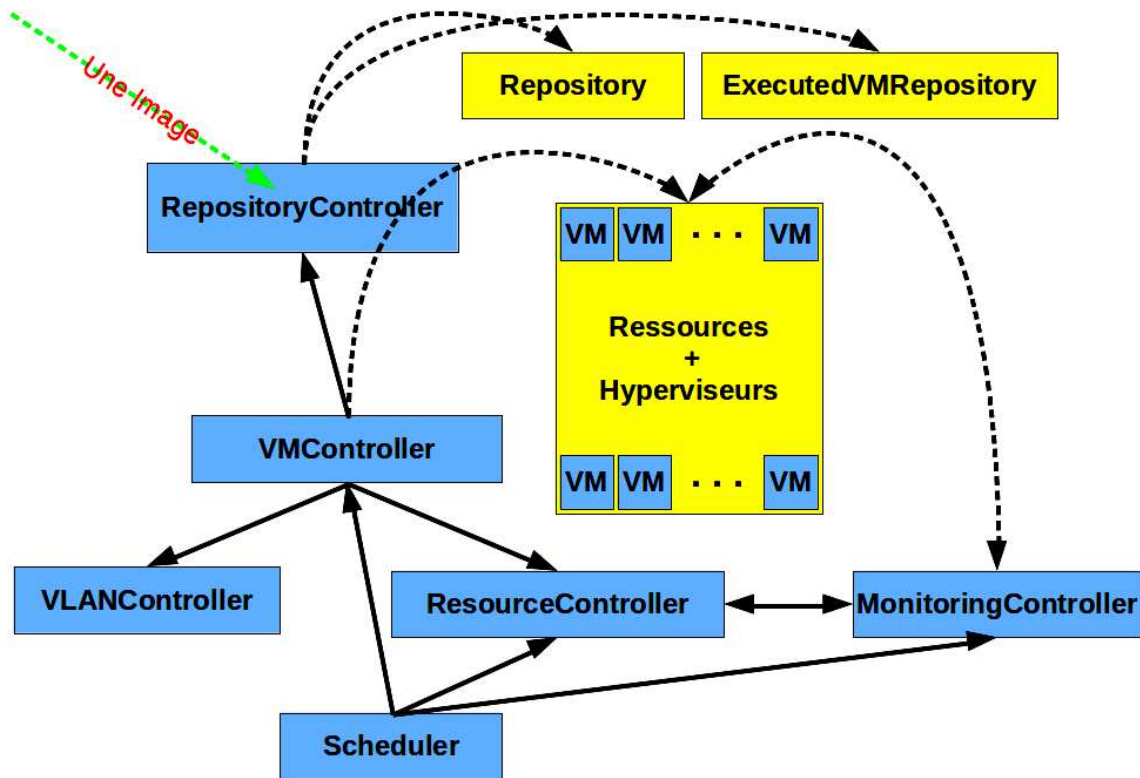 Une Image
Repository
ExecutedVMRepository
RepositoryController
VM VM . . . VM
Ressources
+
Hyperviseurs
VMController
VM VM . . . VM
VLANController
ResourceController
MonitoringController
Scheduler